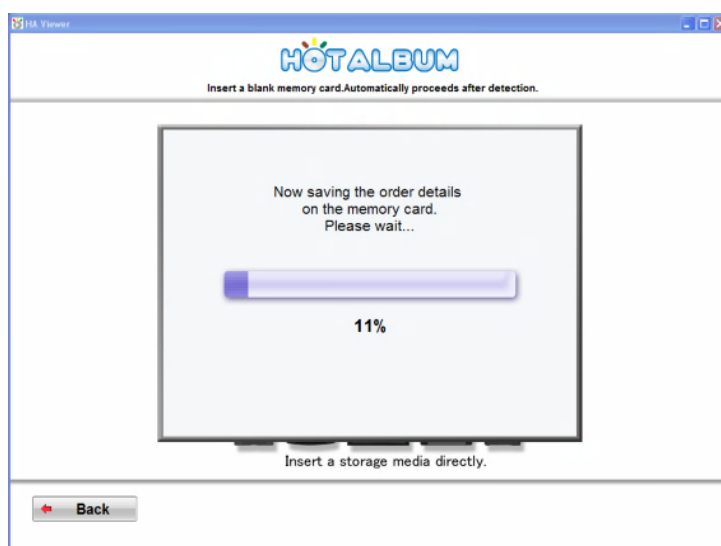 HA Viewer
HOTALBUM
Insert a blank memory card.Automatically proceeds after detection.
Now saving the order details
on the memory card.
Please wait...
11%
Insert a storage media directly.
Back